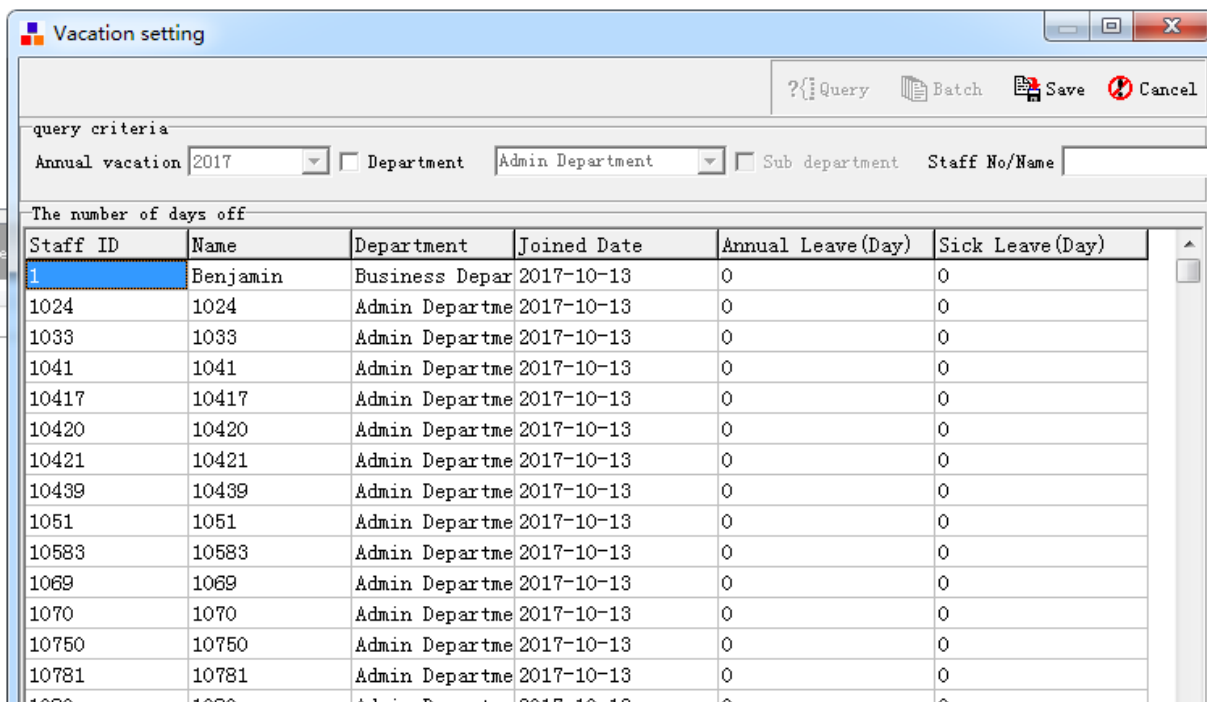 Vacation setting
?{ Query Batch Save Cancel
query criteria
Annual vacation 2017 Department Admin Department Sub department Staff No/Name
The number of days off
Staff ID Name Department Joined Date Annual Leave(Day) Sick Leave(Day)
1 Benjamin Business Depar 2017-10-13 0 0
1024 1024 Admin Departme 2017-10-13 0 0
1033 1033 Admin Departme 2017-10-13 0 0
1041 1041 Admin Departme 2017-10-13 0 0
10417 10417 Admin Departme 2017-10-13 0 0
10420 10420 Admin Departme 2017-10-13 0 0
10421 10421 Admin Departme 2017-10-13 0 0
10439 10439 Admin Departme 2017-10-13 0 0
1051 1051 Admin Departme 2017-10-13 0 0
10583 10583 Admin Departme 2017-10-13 0 0
1069 1069 Admin Departme 2017-10-13 0 0
1070 1070 Admin Departme 2017-10-13 0 0
10750 10750 Admin Departme 2017-10-13 0 0
10781 10781 Admin Departme 2017-10-13 0 0